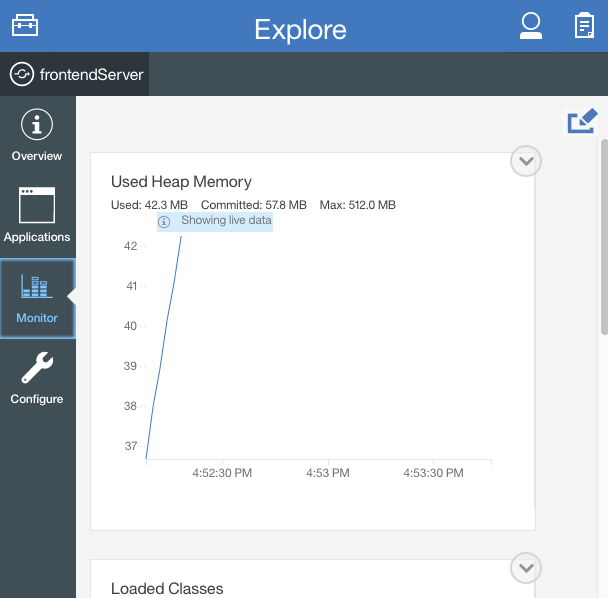 Explore
frontendServer
Overview
Applications
Monitor
Configure
Used Heap Memory
Used: 42.3 MB Committed: 57.8 MB Max: 512.0 MB
Showing live data
42
41
40
39
38
37
4:52:30 PM 4:53 PM 4:53:30 PM
Loaded Classes